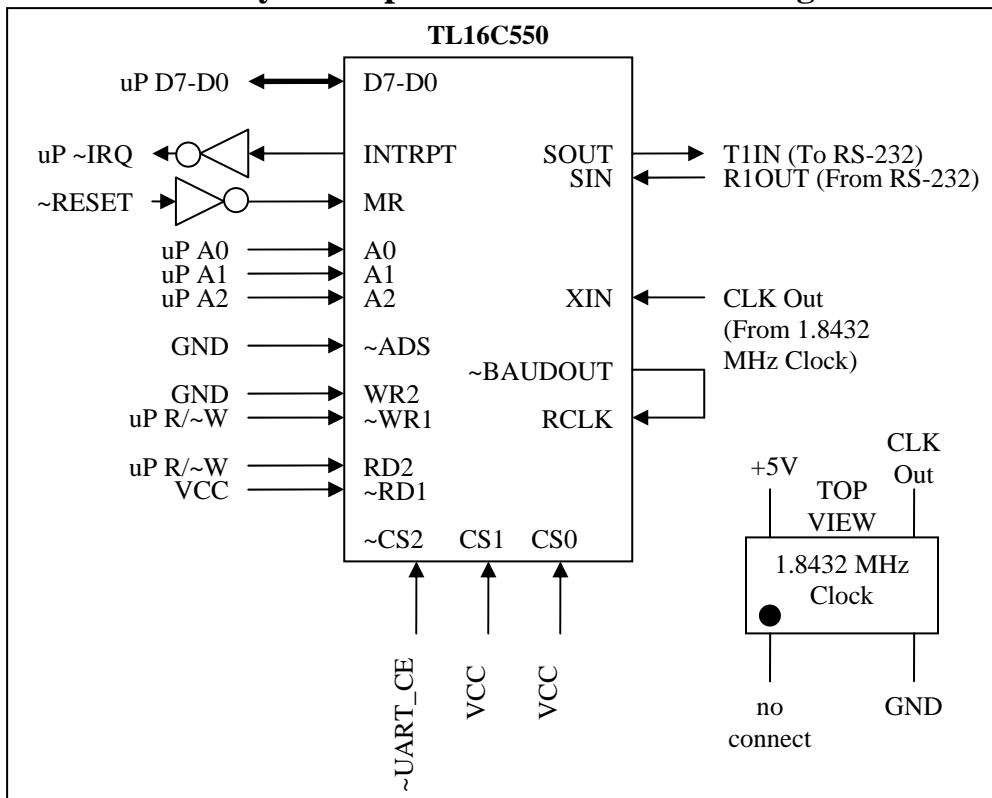 TL16C550
uP D7-D0
D7-D0
uP ~IRQ
INTRPT
SOUT
T1IN (To RS-232)
SIN
R1OUT (From RS-232)
~RESET
MR
uP A0
A0
uP A1
A1
uP A2
A2
XIN
CLK Out
(From 1.8432
MHz Clock)
GND
~ADS
~BAUDOUT
GND
WR2
uP R/~W
~WR1
RCLK
uP R/~W
RD2
VCC
~RD1
~CS2
CS1
CS0
~UART_CE
VCC
VCC
+5V
CLK
Out
TOP
VIEW
1.8432 MHz
Clock
no
connect
GND